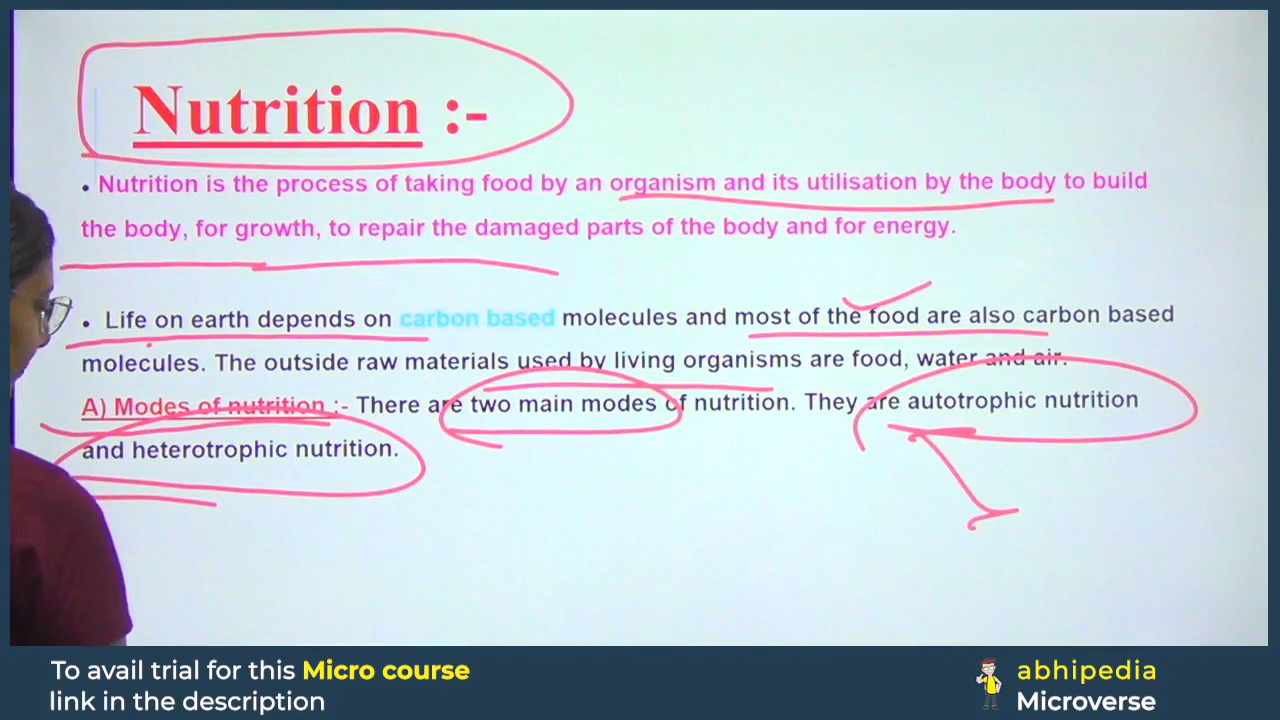 Nutrition :-
• Nutrition is the process of taking food by an organism and its utilisation by the body to build
the body, for growth, to repair the damaged parts of the body and for energy.
• Life on earth depends on carbon based molecules and most of the food are also carbon based
molecules. The outside raw materials used by living organisms are food, water and air.
A) Modes of nutrition :- There are two main modes of nutrition. They are autotrophic nutrition
and heterotrophic nutrition.
To avail trial for this Micro course
link in the description
abhipedia
Microverse